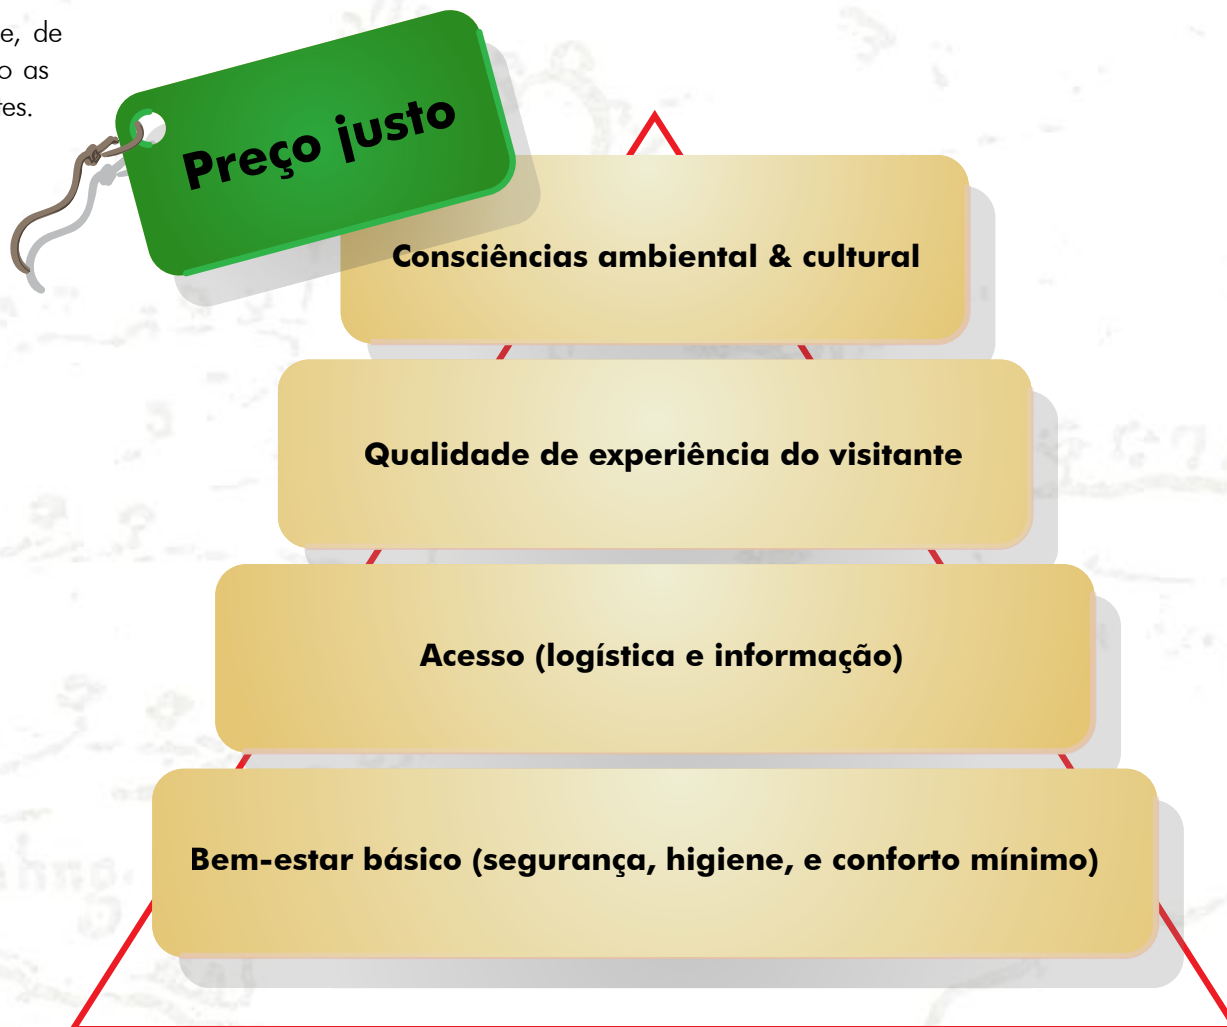 e, de
o as
tes.
Preço justo
Consciências ambiental & cultural
Qualidade de experiência do visitante
Acesso (logística e informação)
Bem-estar básico (segurança, higiene, e conforto mínimo)